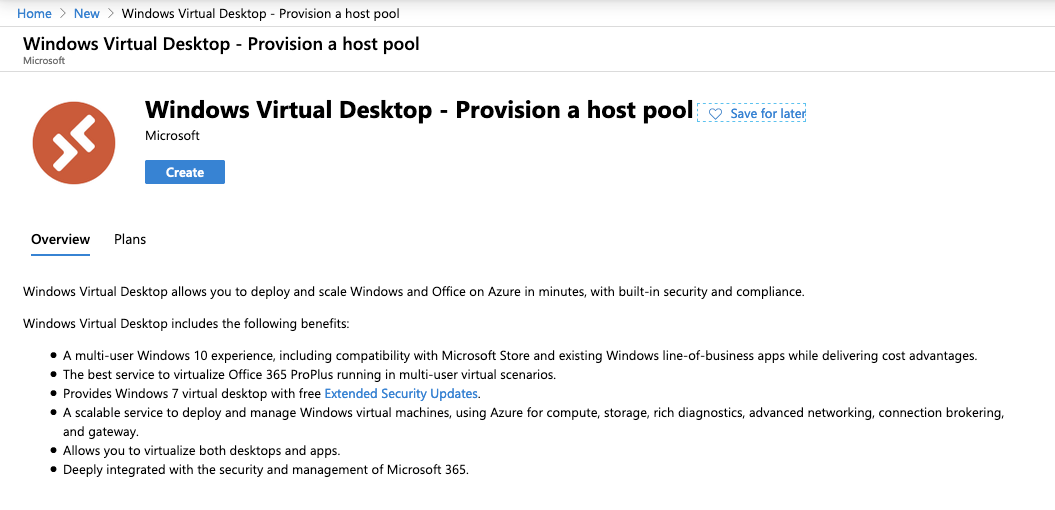 Home > New > Windows Virtual Desktop - Provision a host pool
Windows Virtual Desktop - Provision a host pool
Microsoft
Windows Virtual Desktop - Provision a host pool Save for later
Microsoft
Create
Overview Plans
Windows Virtual Desktop allows you to deploy and scale Windows and Office on Azure in minutes, with built-in security and compliance.
Windows Virtual Desktop includes the following benefits:
• A multi-user Windows 10 experience, including compatibility with Microsoft Store and existing Windows line-of-business apps while delivering cost advantages.
• The best service to virtualize Office 365 ProPlus running in multi-user virtual scenarios.
• Provides Windows 7 virtual desktop with free Extended Security Updates.
• A scalable service to deploy and manage Windows virtual machines, using Azure for compute, storage, rich diagnostics, advanced networking, connection brokering,
and gateway.
• Allows you to virtualize both desktops and apps.
• Deeply integrated with the security and management of Microsoft 365.